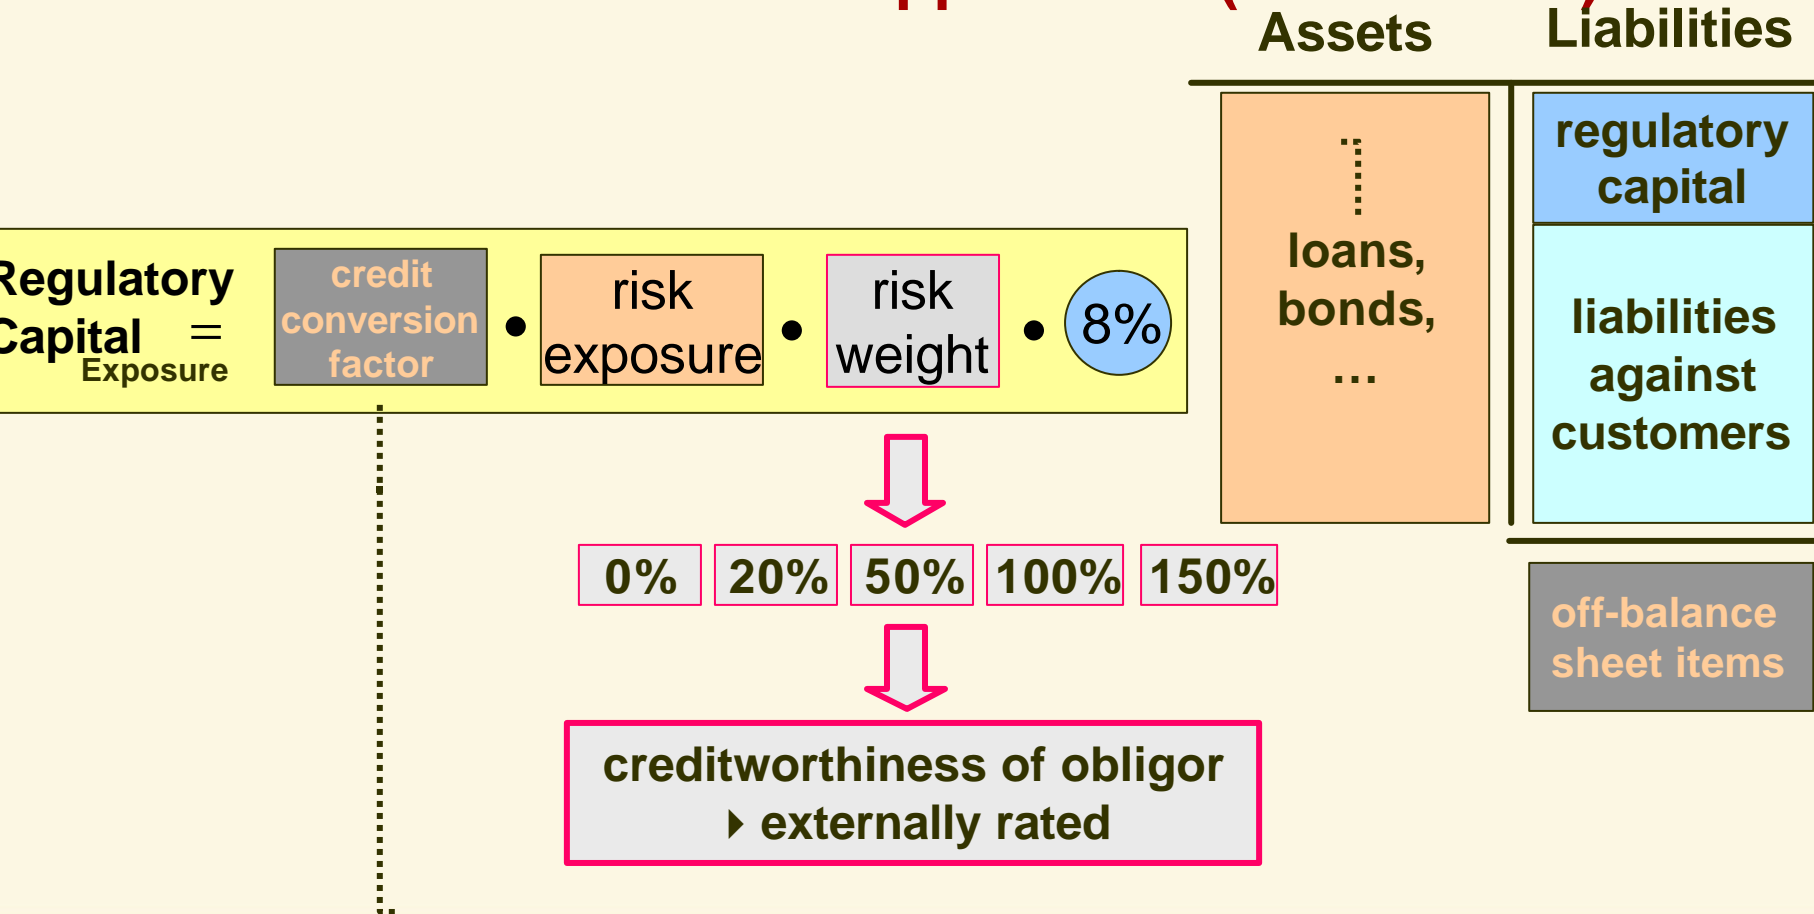 Assets
Liabilities
regulatory
capital
loans,
bonds,
...
liabilities
against
customers
off-balance
sheet items
Regulatory
Capital =
Exposure
credit
conversion
factor
•
risk
exposure
•
risk
weight
•
8%
0% 20% 50% 100% 150%
creditworthiness of obligor
externally rated